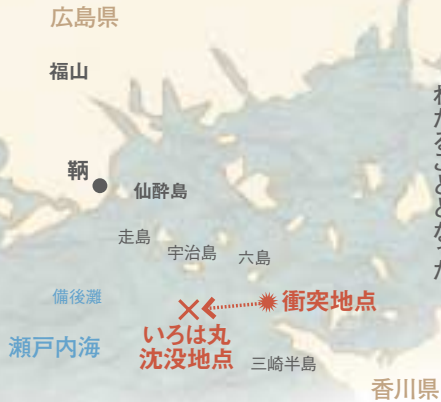 広島県
福山
鞆
仙酔島
走島
宇治島
六島
備後灘
衝突地点
いろは丸
沈没地点
瀬戸内海
三崎半島
香川県